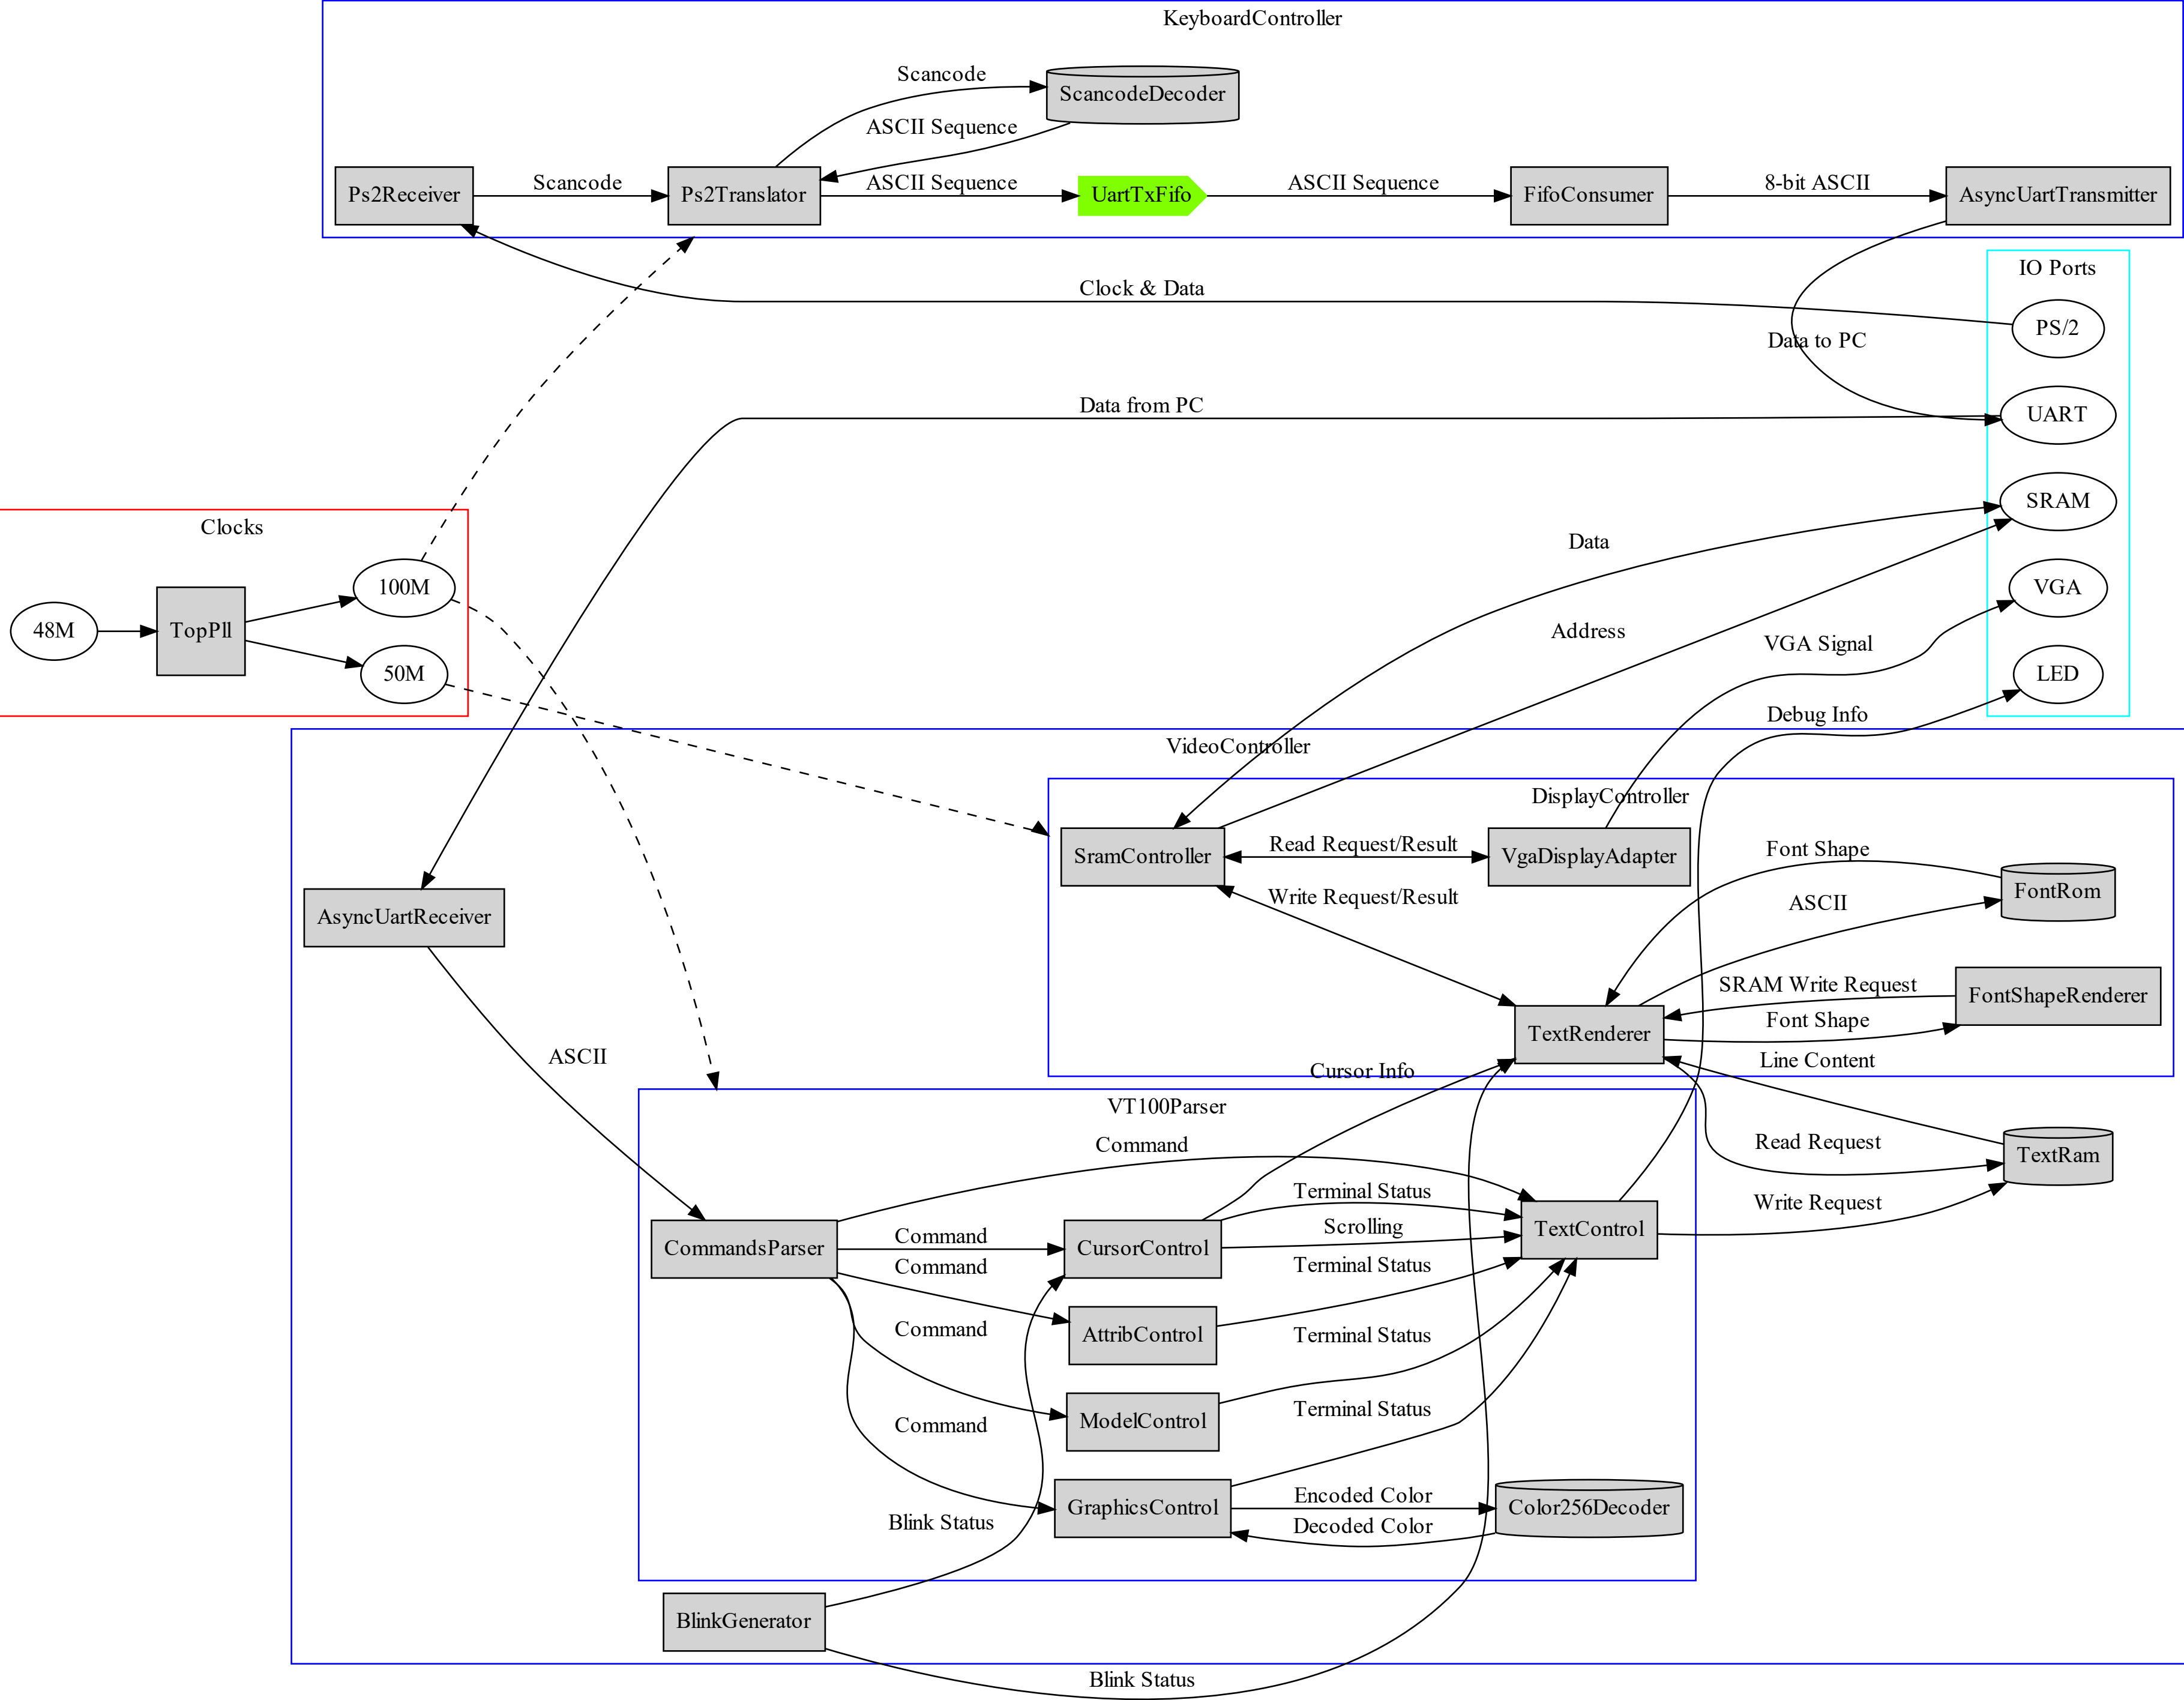 KeyboardController
Scancode
ScancodeDecoder
ASCII Sequence
Ps2Receiver
Scancode
Ps2Translator
ASCII Sequence
UartTxFifo
ASCII Sequence
FifoConsumer
8-bit ASCII
AsyncUartTransmitter
IO Ports
Clock & Data
PS/2
Data to PC
Data from PC
UART
SRAM
Clocks
Data
100M
VGA
48M
TopPll
Address
VGA Signal
50M
LED
Debug Info
VideoController
DisplayController
SramController
Read Request/Result
VgaDisplayAdapter
Font Shape
FontRom
Write Request/Result
ASCII
AsyncUartReceiver
SRAM Write Request
FontShapeRenderer
TextRenderer
Font Shape
ASCII
Line Content
Cursor Info
VT100Parser
Command
Read Request
TextRam
Terminal Status
Write Request
Scrolling
TextControl
CommandsParser
Command
CursorControl
Command
Terminal Status
Command
AttribControl
Terminal Status
Terminal Status
ModelControl
Command
Encoded Color
GraphicsControl
Color256Decoder
Blink Status
Decoded Color
BlinkGenerator
Blink Status